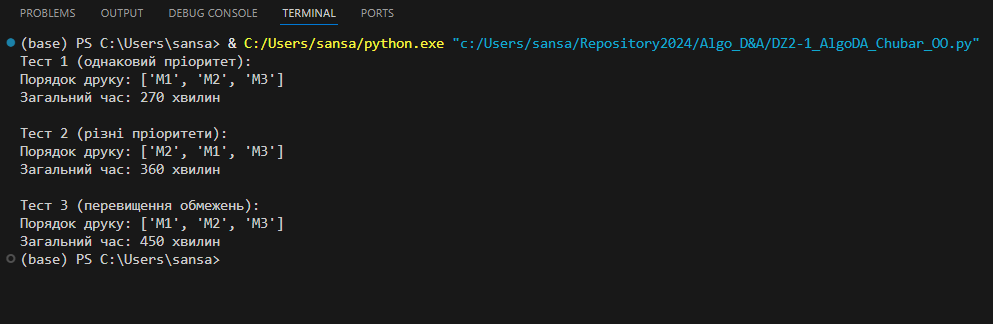 PROBLEMS OUTPUT DEBUG CONSOLE TERMINAL PORTS
(base) PS C:\Users\sansa> & C:/Users/sansa/python.exe "c:/Users/sansa/Repository2024/Algo_D&A/DZ2-1_AlgoDA_Chubar_OO.py"
Тест 1 (однаковий пріоритет):
Порядок друку: ['M1', 'M2', 'M3']
Загальний час: 270 хвилин
Тест 2 (різні пріоритети):
Порядок друку: ['M2', 'M1', 'M3']
Загальний час: 360 хвилин
Тест 3 (перевищення обмежень):
Порядок друку: ['M1', 'M2', 'M3']
Загальний час: 450 хвилин
(base) PS C:\Users\sansa>